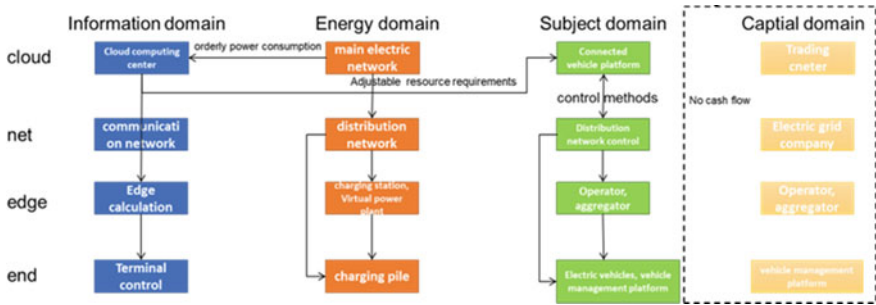 Information domain
Energy domain
Subject domain
Captial domain
cloud
Cloud computing
center
orderly power consumption
main electric
network
Connected
vehicle platform
Trading
cneter
Adjustable resource requirements
control methods
No cash flow
net
communicati
on network
distribution
network
Distribution
network control
Electric grid
company
edge
Edge
calculation
charging station,
Virtual power
plant
Operator,
aggregator
Operator,
aggregator
end
Terminal
control
charging pile
Electric vehicles, vehicle
management platform
vehicle management
platform